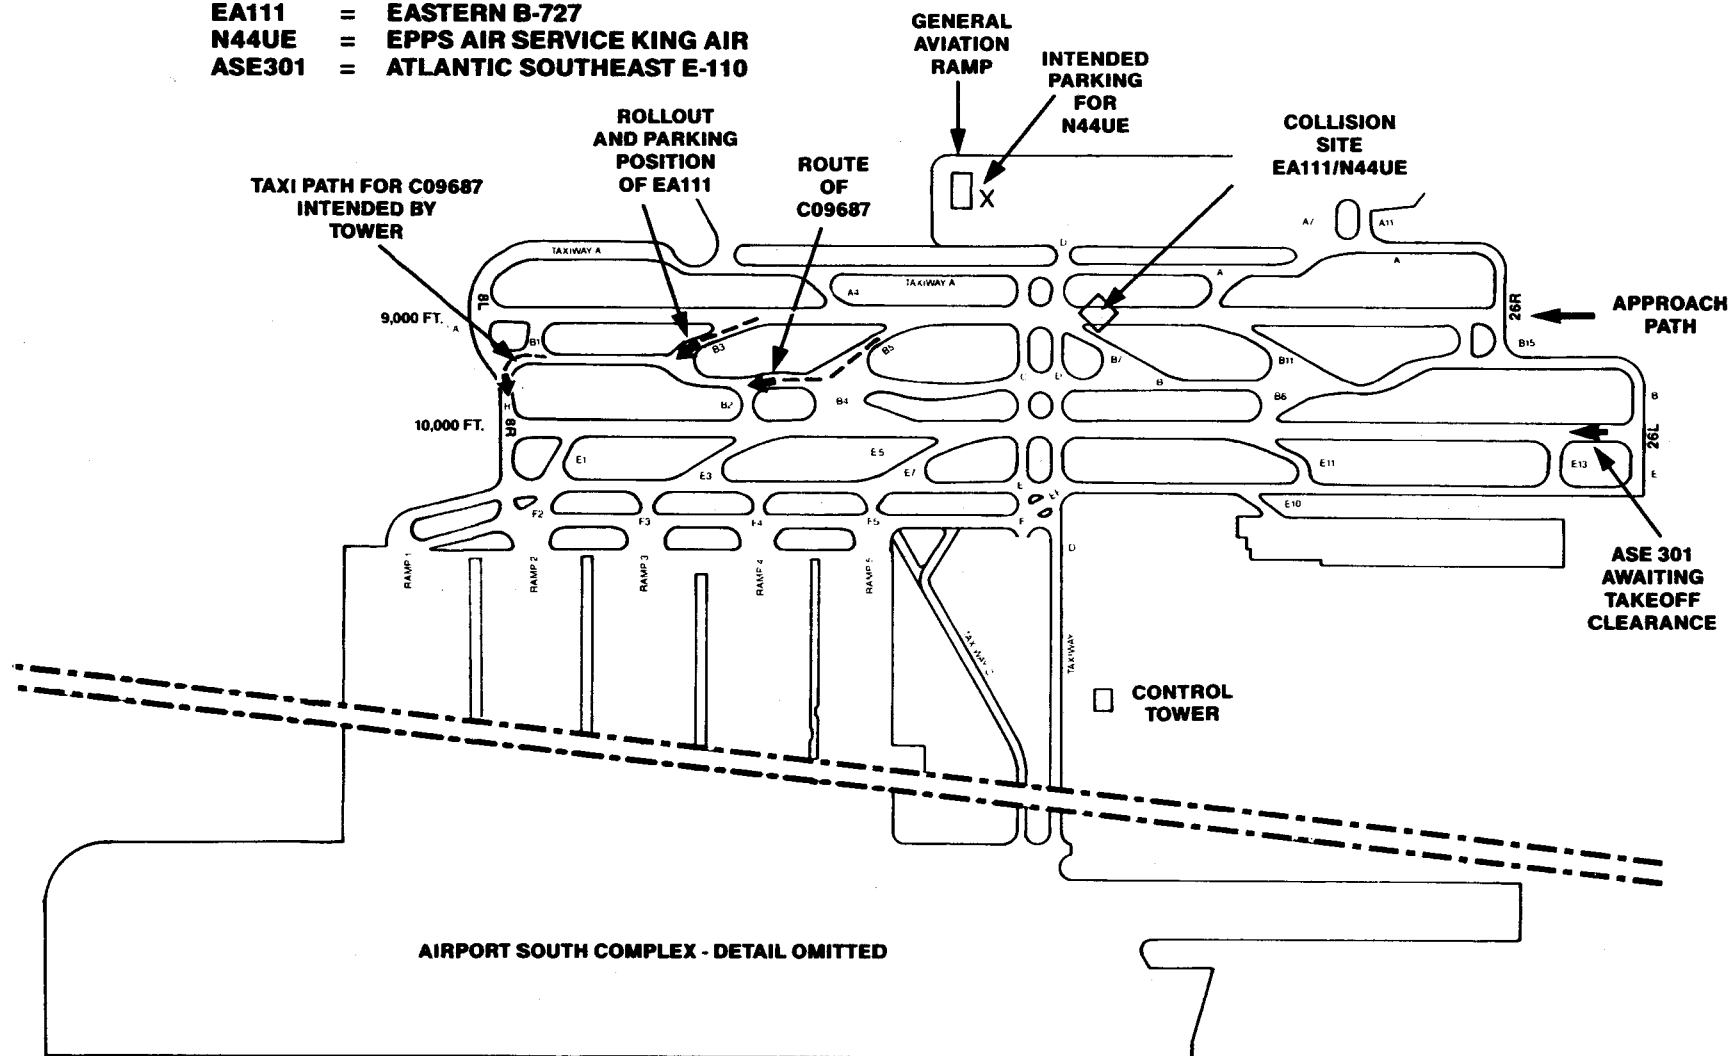 EA111 = EASTERN B-727
N44UE = EPPS AIR SERVICE KING AIR
ASE301 = ATLANTIC SOUTHEAST E-110
GENERAL
AVIATION
RAMP
INTENDED
PARKING
FOR
N44UE
COLLISION
SITE
EA111/N44UE
ROLLOUT
AND PARKING
POSITION
OF EA111
ROUTE
OF
C09687
TAXI PATH FOR C09687
INTENDED BY
TOWER
X
A7
A11
TAXIWAY A
D
A
A
A4
TAXIWAY A
8L
9,000 FT.
A
26R
APPROACH
PATH
B1
B3
B5
B7
B11
B15
C
D
B
H
B2
B4
B6
B
10,000 FT.
8R
26L
E1
E3
E5
E7
E11
E13
E
E
F2
F3
F4
F5
F
E10
D
RAMP 1
RAMP 2
RAMP 3
RAMP 4
RAMP 5
ASE 301
AWAITING
TAKEOFF
CLEARANCE
TAXIWAY
CONTROL
TOWER
AIRPORT SOUTH COMPLEX - DETAIL OMITTED